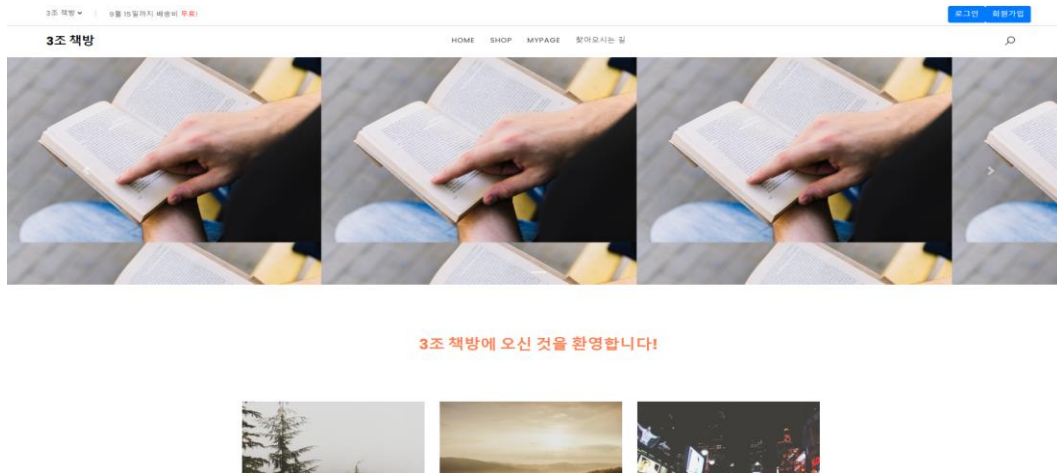 3조 책방
9월 15일까지 배송비 무료!
로그인 회원가입
3조 책방
HOME SHOP MYPAGE 찾아오시는 길
3조 책방에 오신 것을 환영합니다!